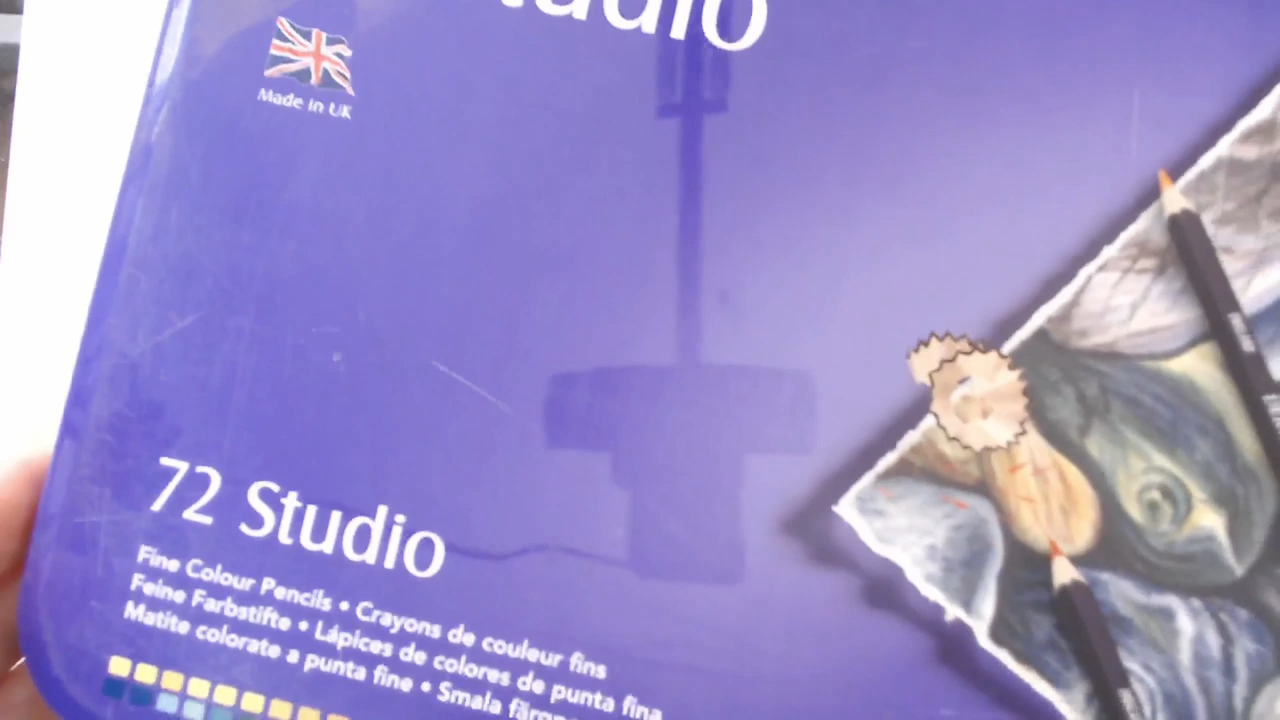 Studio
Made in UK
72 Studio
Fine Colour Pencils • Crayons de couleur fins
Feine Farbstifte • Lápices de colores de punta fina
Matite colorate a punta fine • Smala